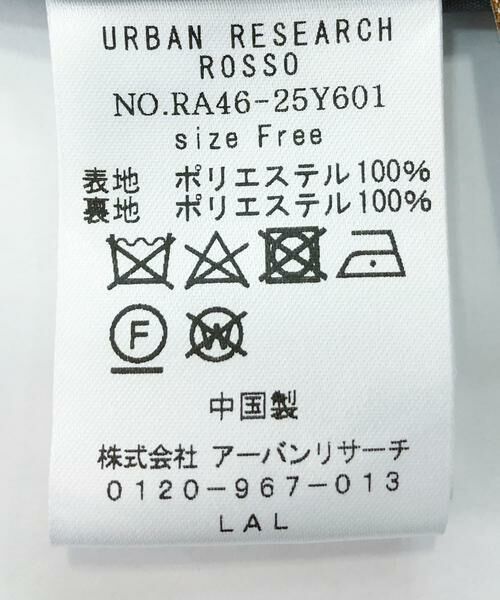 URBAN RESEARCH
ROSSO
NO.RA46-25Y601
size Free
表地 ポリエステル100%
裏地 ポリエステル100%
F W
中国製
株式会社 アーバンリサーチ
0120-967-013
LAL